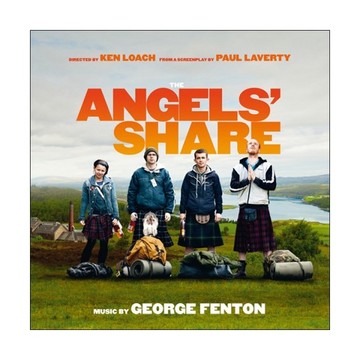 DIRECTED BY KEN LOACH FROM A SCREENPLAY BY PAUL LAVERTY
THE
ANGELS'
SHARE
MUSIC BY GEORGE FENTON